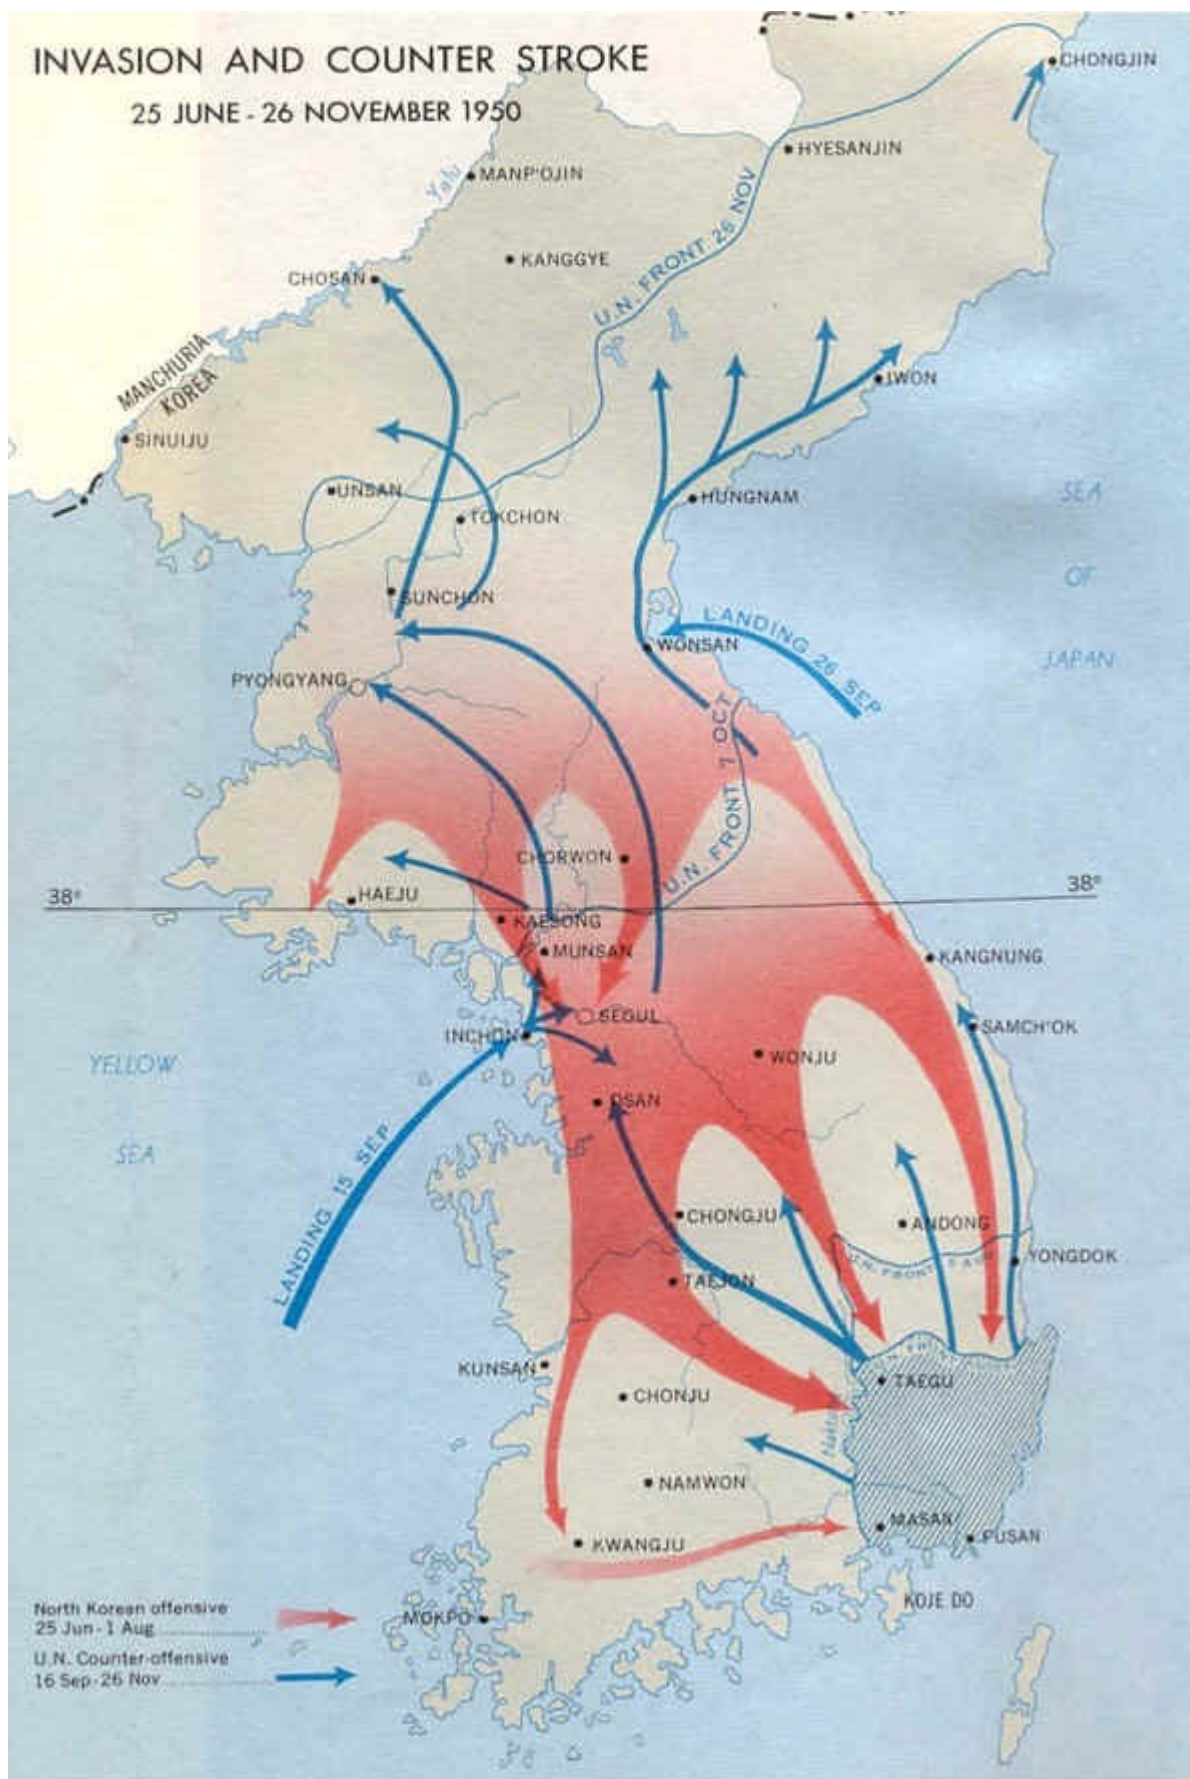 INVASION AND COUNTER STROKE
25 JUNE - 26 NOVEMBER 1950
CHONGJIN
HYESANJIN
Yalu
MANP'OJIN
KANGGYE
CHOSAN
U.N. FRONT 26 NOV
MANCHURIA
KOREA
IWON
SINUIJU
UNSAN
HUNGNAM
TOKCHON
SEA
OF
JAPAN
SUNCHON
LANDING 26 SEP
WONSAN
PYONGYANG
U.N. FRONT 7 OCT
CHORWON
38°
38°
HAEJU
KAESONG
MUNSAN
KANGNUNG
SEOUL
SAMCH'OK
INCHON
WONJU
YELLOW
SEA
OSAN
LANDING 15 SEP
CHONGJU
ANDONG
U.N. FRONT
YONGDOK
TAEJON
KUNSAN
TAEGU
CHONJU
NAMWON
MASAN
PUSAN
KWANGJU
KOJE DO
MOKPO
North Korean offensive
25 Jun - 1 Aug
U.N. Counter-offensive
16 Sep - 26 Nov